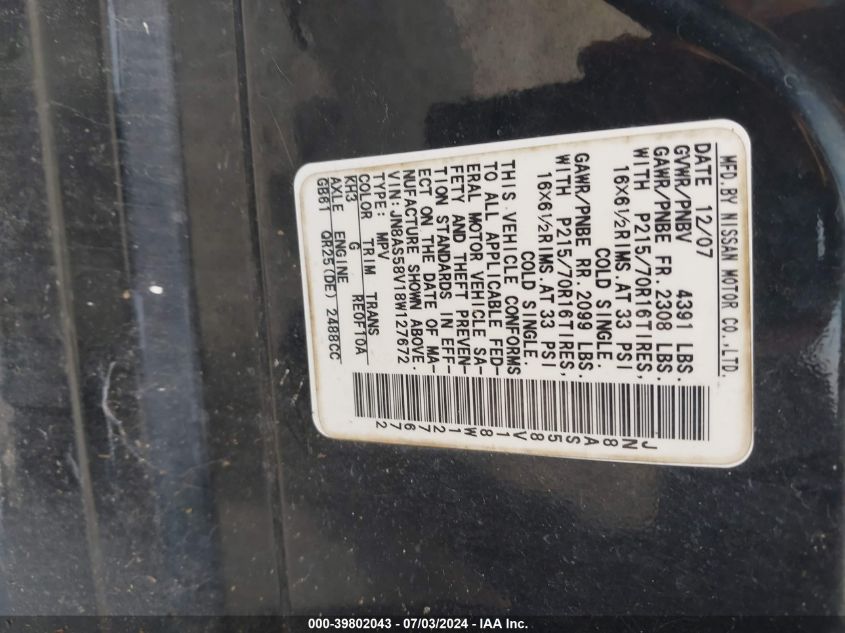 MFD.BY NISSAN MOTOR CO.,LTD.
DATE 12/07
GVWR/PNBV 4391 LBS.
GAWR/PNBE FR.2308 LBS.
WITH P215/70R16TIRES,
16X6½RIMS.AT 33 PSI
COLD SINGLE.
GAWR/PNBE RR.2099 LBS.
WITH P215/70R16TIRES,
16X6½RIMS.AT 33 PSI
COLD SINGLE.
THIS VEHICLE CONFORMS
TO ALL APPLICABLE FED-
ERAL MOTOR VEHICLE SA-
FETY AND THEFT PREVEN-
TION STANDARDS IN EFF-
ECT ON THE DATE OF MA-
NUFACTURE SHOWN ABOVE.
VIN:JN8AS58V18W127672
TYPE: MPV
COLOR TRIM TRANS
KH3 G RE0F10A
AXLE ENGINE
GB61 QR25(DE) 2488CC
JN8AS58V18W127672
000-39802043 - 07/03/2024 - IAA Inc.